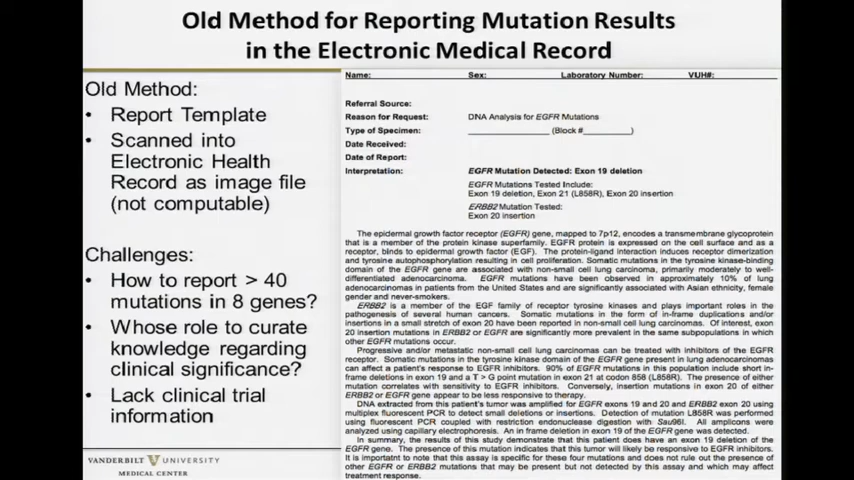 Old Method for Reporting Mutation Results
in the Electronic Medical Record
Old Method:
• Report Template
• Scanned into
Electronic Health
Record as image file
(not computable)
Challenges:
• How to report > 40
mutations in 8 genes?
• Whose role to curate
knowledge regarding
clinical significance?
• Lack clinical trial
information
VANDERBILT UNIVERSITY
MEDICAL CENTER
Name: Sex: Laboratory Number: VUH#:
Referral Source:
Reason for Request: DNA Analysis for EGFR Mutations
Type of Specimen: ______________ (Block #________)
Date Received:
Date of Report:
Interpretation: EGFR Mutation Detected: Exon 19 deletion
EGFR Mutations Tested Include:
Exon 19 deletion, Exon 21 (L858R), Exon 20 insertion
ERBB2 Mutation Tested:
Exon 20 insertion
The epidermal growth factor receptor (EGFR) gene, mapped to 7p12, encodes a transmembrane glycoprotein
that is a member of the protein kinase superfamily. EGFR protein is expressed on the cell surface and as a
receptor, binds to epidermal growth factor (EGF). The protein-ligand interaction induces receptor dimerization
and tyrosine autophosphorylation resulting in cell proliferation. Somatic mutations in the tyrosine kinase-binding
domain of the EGFR gene are associated with non-small cell lung carcinoma, primarily moderately to well-
differentiated adenocarcinoma. EGFR mutations have been observed in approximately 10% of lung
adenocarcinomas in patients from the United States and are significantly associated with Asian ethnicity, female
gender and never-smokers.
ERBB2 is a member of the EGF family of receptor tyrosine kinases and plays important roles in the
pathogenesis of several human cancers. Somatic mutations in the form of in-frame duplications and/or
insertions in a small stretch of exon 20 have been reported in non-small cell lung carcinomas. Of interest, exon
20 insertion mutations in ERBB2 or EGFR are significantly more prevalent in the same subpopulations in which
other EGFR mutations occur.
Progressive and/or metastatic non-small cell lung carcinomas can be treated with inhibitors of the EGFR
receptor. Somatic mutations in the tyrosine kinase domain of the EGFR gene present in lung adenocarcinomas
can affect a patient's response to EGFR inhibitors. 90% of EGFR mutations in this population include short in-
frame deletions in exon 19 and a T > G point mutation in exon 21 at codon 858 (L858R). The presence of either
mutation correlates with sensitivity to EGFR inhibitors. Conversely, insertion mutations in exon 20 of either
ERBB2 or EGFR gene appear to be less responsive to therapy.
DNA extracted from this patient's tumor was amplified for EGFR exons 19 and 20 and ERBB2 exon 20 using
multiplex fluorescent PCR to detect small deletions or insertions. Detection of mutation L858R was performed
using fluorescent PCR coupled with restriction endonuclease digestion with Sau96I. All amplicons were
analyzed using capillary electrophoresis. An in frame deletion in exon 19 of the EGFR gene was detected.
In summary, the results of this study demonstrate that this patient does have an exon 19 deletion of the
EGFR gene. The presence of this mutation indicates that this tumor will likely be responsive to EGFR inhibitors.
It is importatnt to note that this assay is specific for these four mutations and does not rule out the presence of
other EGFR or ERBB2 mutations that may be present but not detected by this assay and which may affect
treatment response.